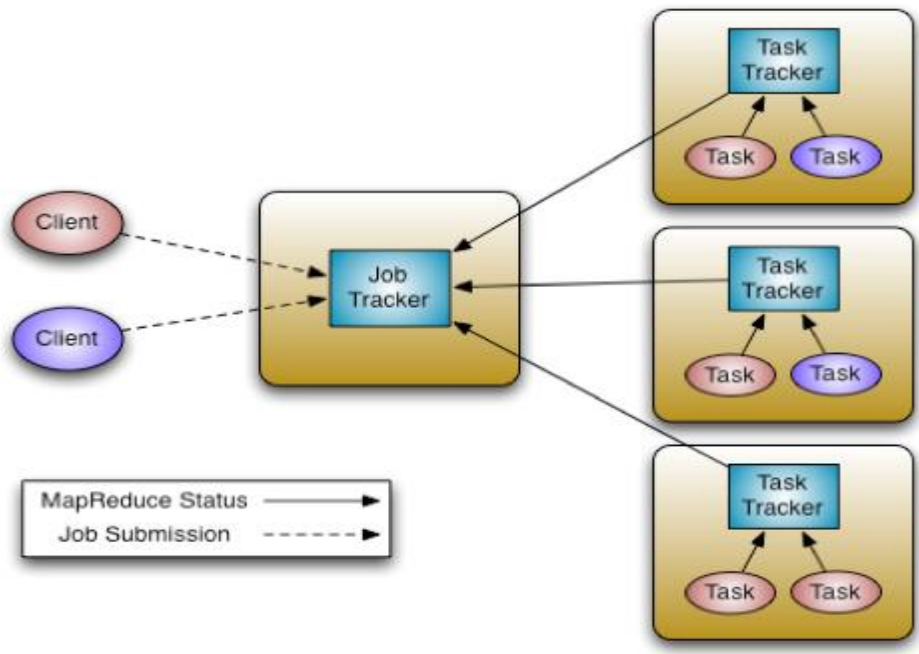 Client
Client
Job
Tracker
Task
Tracker
Task Task
Task
Tracker
Task Task
Task
Tracker
Task Task
MapReduce Status
Job Submission